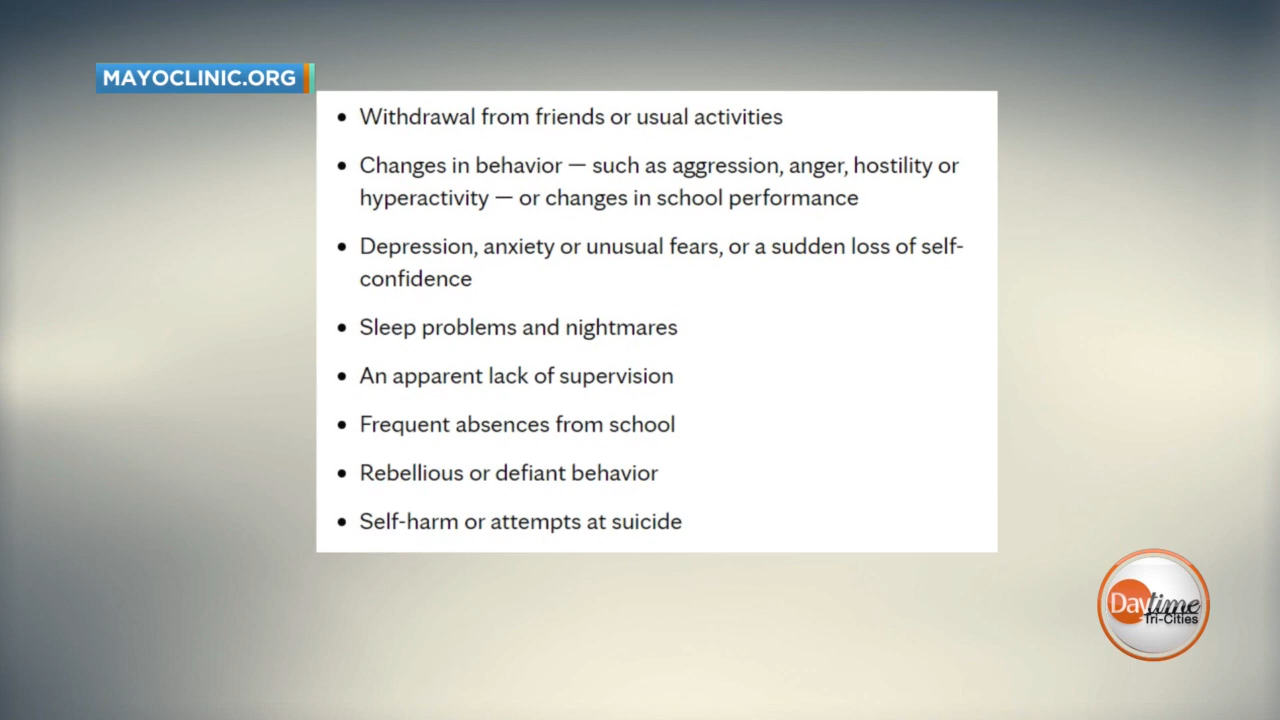 MAYOCLINIC.ORG
• Withdrawal from friends or usual activities
• Changes in behavior — such as aggression, anger, hostility or
hyperactivity — or changes in school performance
• Depression, anxiety or unusual fears, or a sudden loss of self-
confidence
• Sleep problems and nightmares
• An apparent lack of supervision
• Frequent absences from school
• Rebellious or defiant behavior
• Self-harm or attempts at suicide
Daytime
Tri-Cities